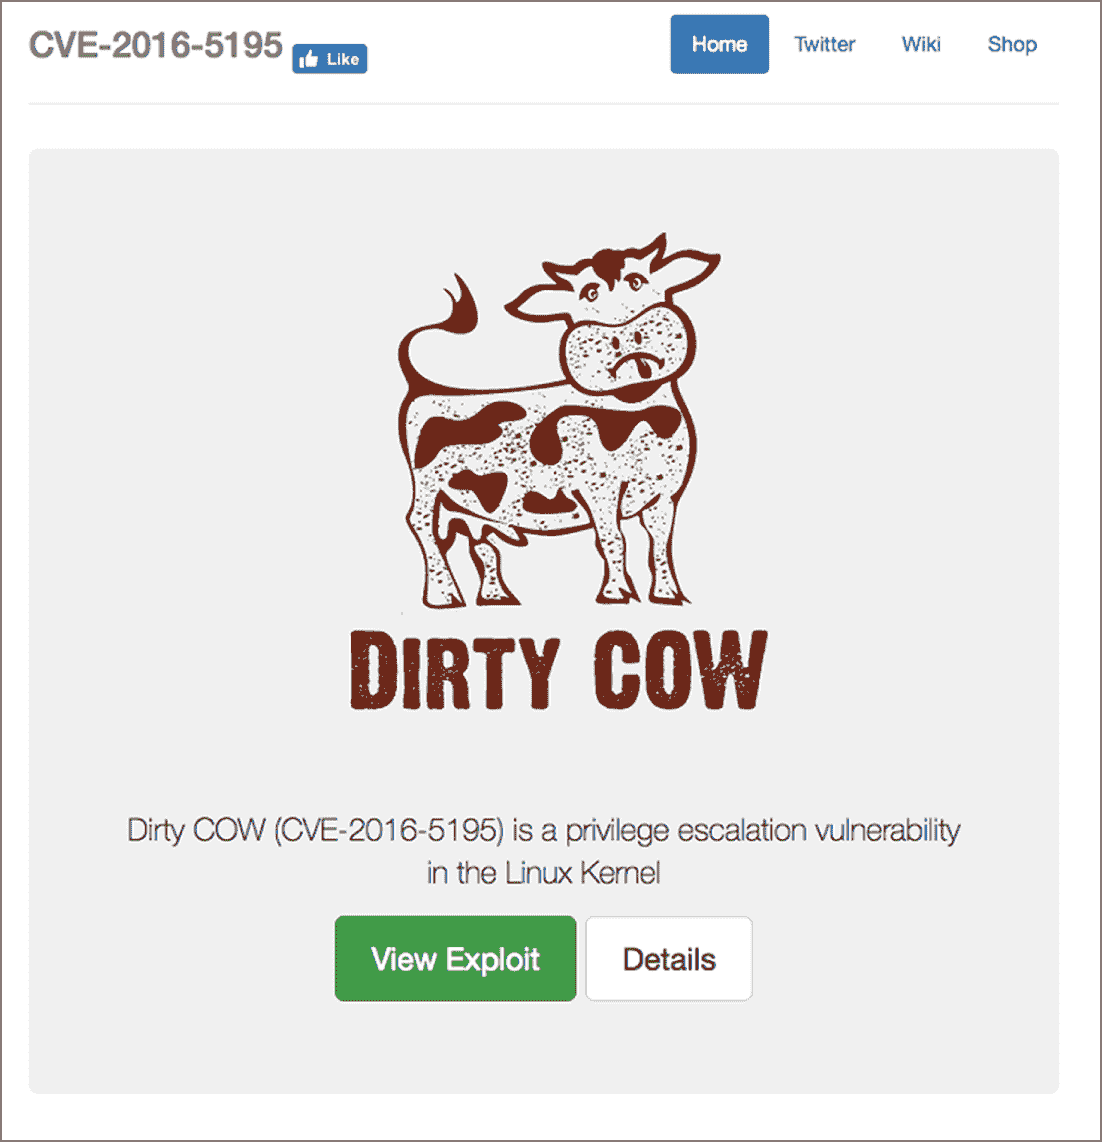 CVE-2016-5195
Like
Home
Twitter
Wiki
Shop
DIRTY COW
Dirty COW (CVE-2016-5195) is a privilege escalation vulnerability
in the Linux Kernel
View Exploit
Details